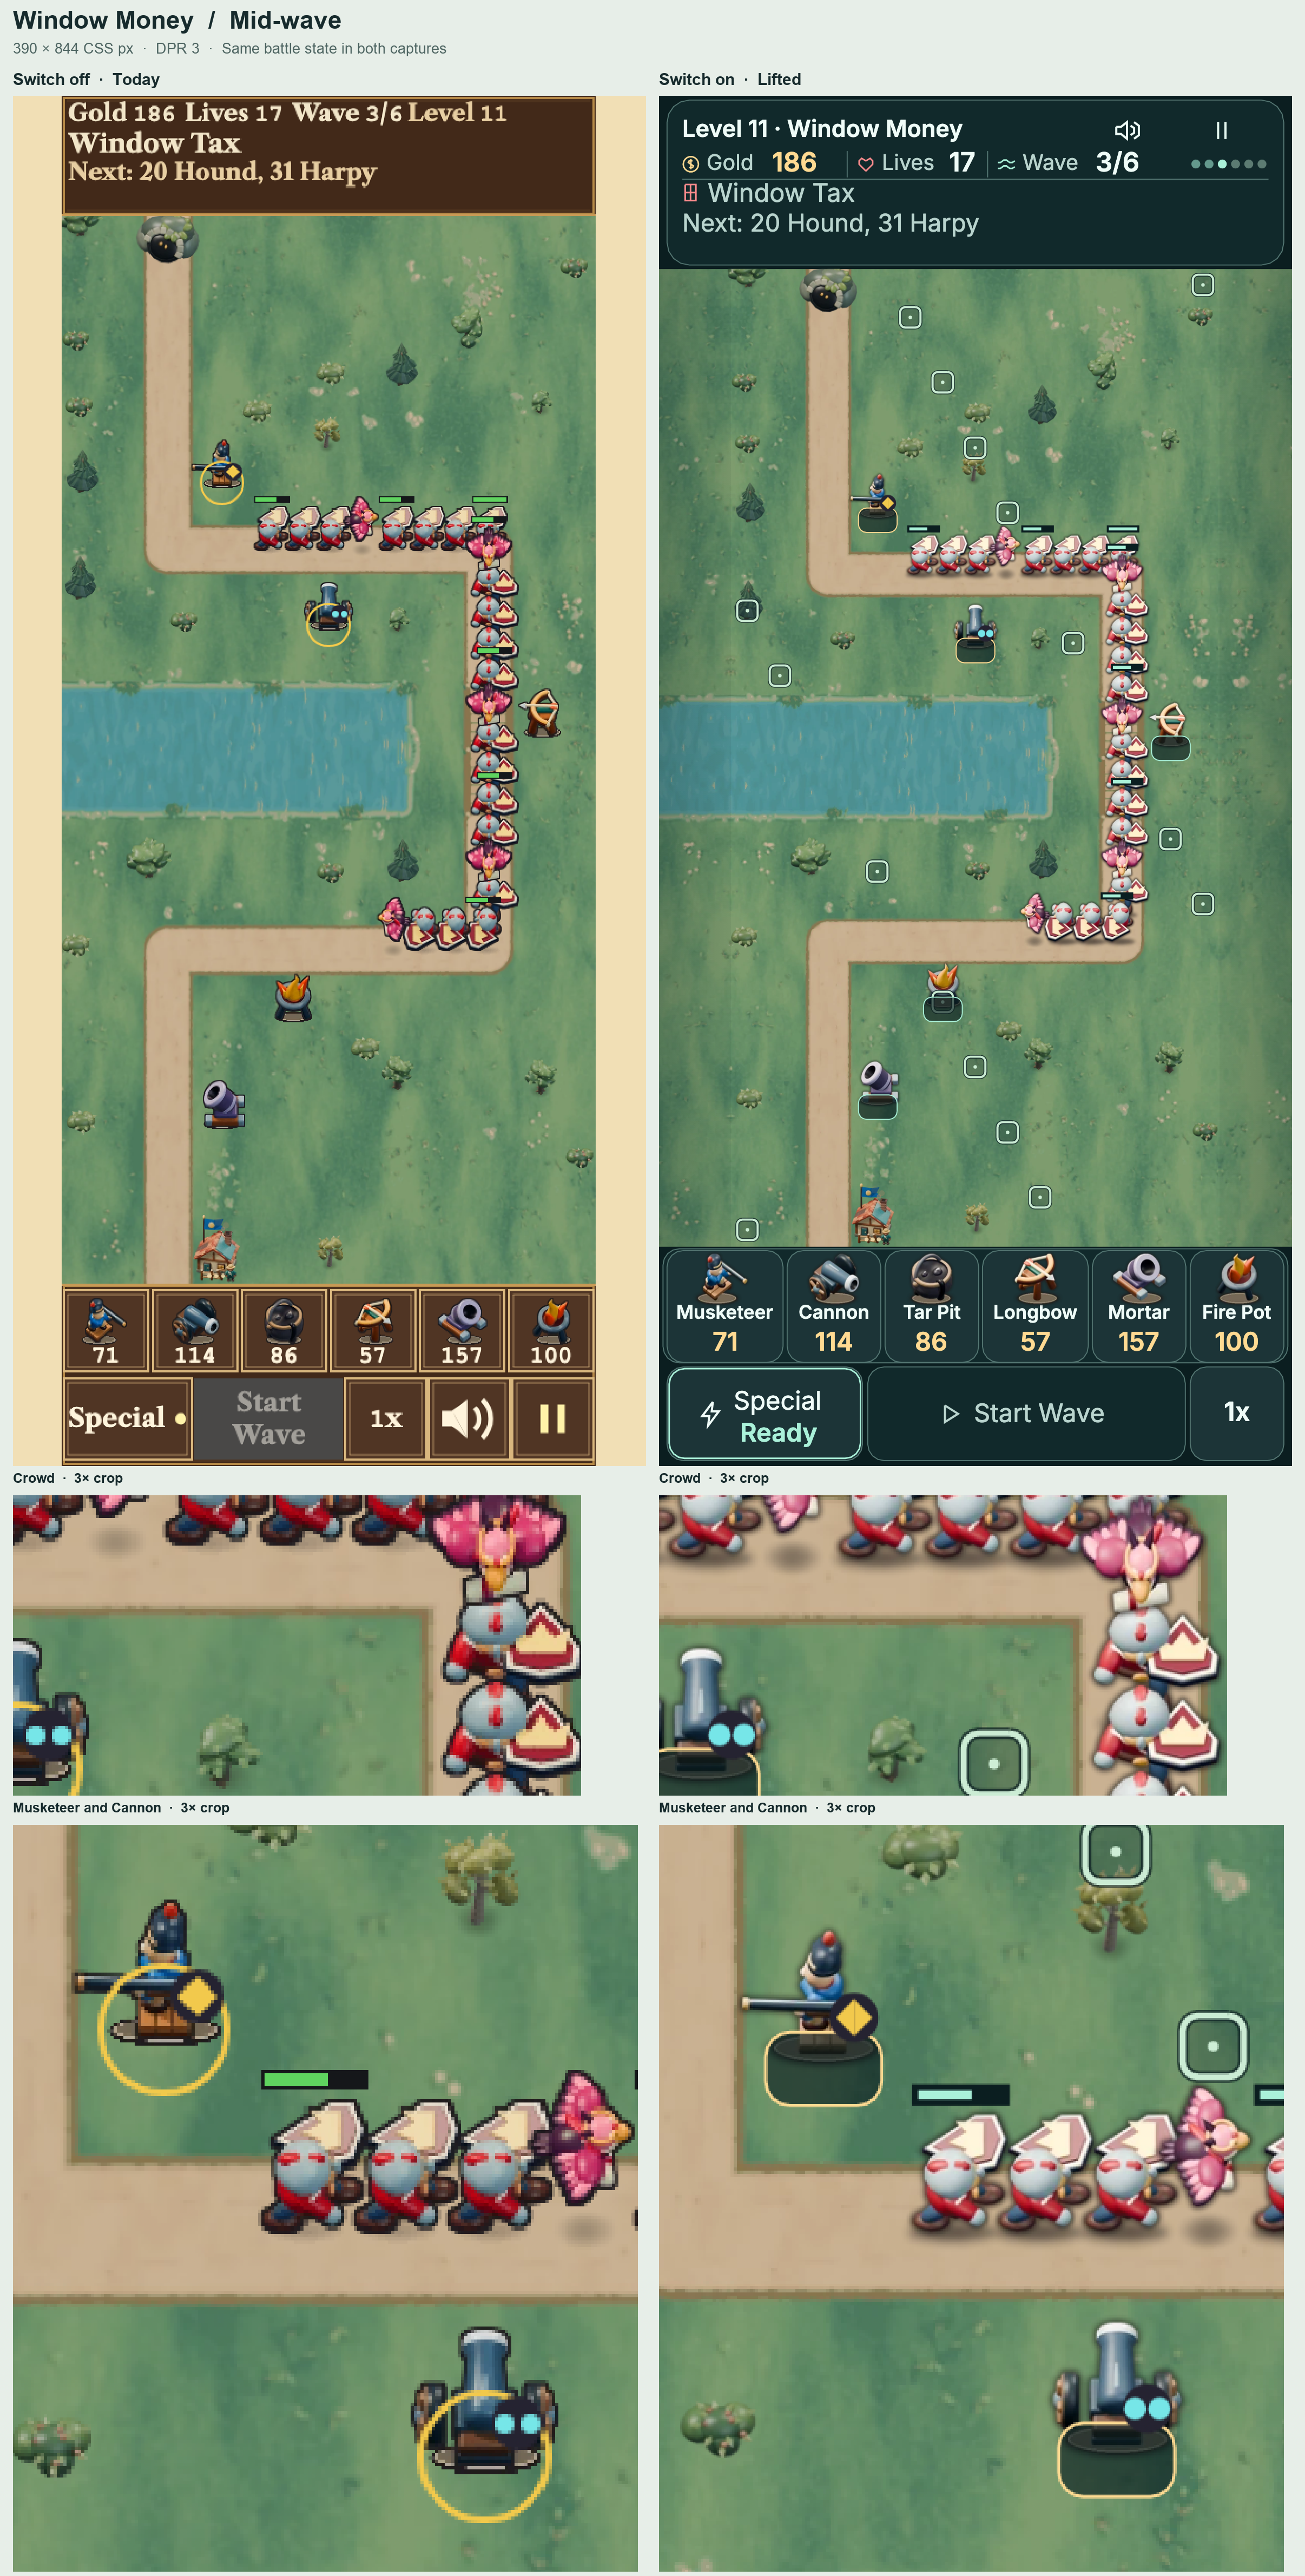 Window Money / Mid-wave
390 × 844 CSS px · DPR 3 · Same battle state in both captures
Switch off · Today
Gold 186 Lives 17 Wave 3/6 Level 11
Window Tax
Next: 20 Hound, 31 Harpy
71 114 86 57 157 100
Special •
Start
Wave
1x
Switch on · Lifted
Level 11 · Window Money
Gold 186 Lives 17 Wave 3/6
Window Tax
Next: 20 Hound, 31 Harpy
Musketeer Cannon Tar Pit Longbow Mortar Fire Pot
71 114 86 57 157 100
Special
Ready
Start Wave
1x
Crowd · 3× crop
Crowd · 3× crop
Musketeer and Cannon · 3× crop
Musketeer and Cannon · 3× crop